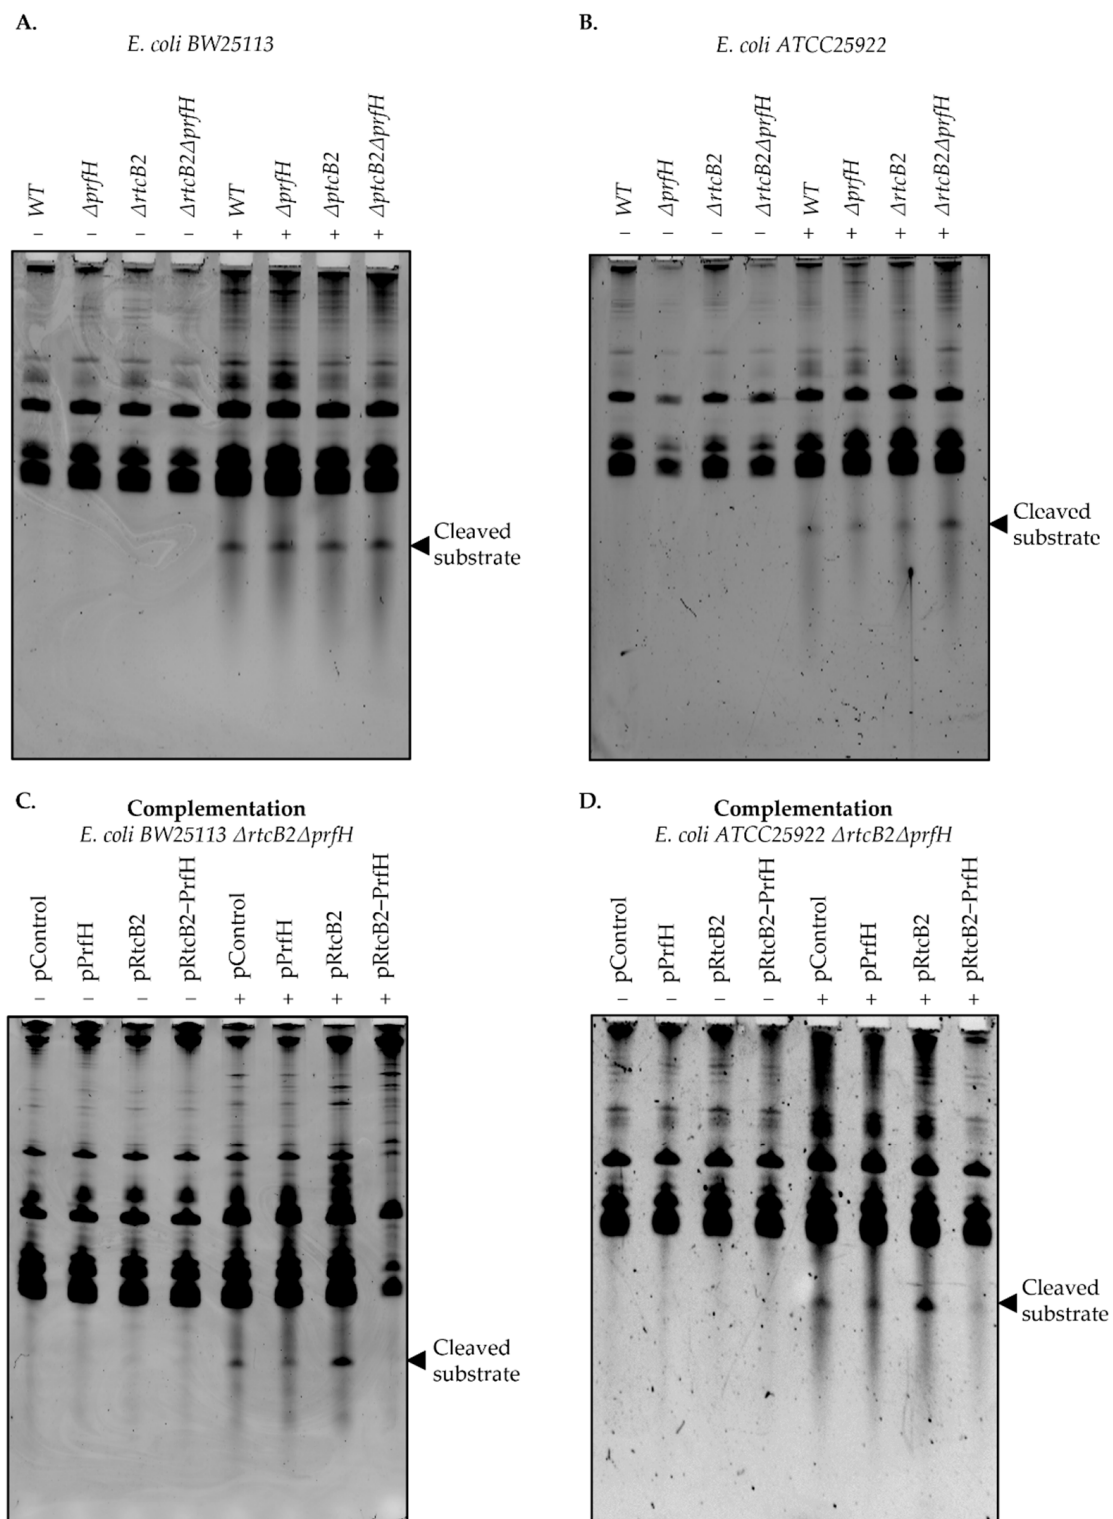 A.
E. coli BW25113
WT
ΔprfH
ΔrtcB2
ΔrtcB2ΔprfH
WT
ΔprfH
ΔptcB2
ΔptcB2ΔprfH
– – – – + + + +
Cleaved
substrate
B.
E. coli ATCC25922
WT
ΔprfH
ΔrtcB2
ΔrtcB2ΔprfH
WT
ΔprfH
ΔrtcB2
ΔrtcB2ΔprfH
– – – – + + + +
Cleaved
substrate
C.
Complementation
E. coli BW25113 ΔrtcB2ΔprfH
pControl
pPrfH
pRtcB2
pRtcB2–PrfH
pControl
pPrfH
pRtcB2
pRtcB2–PrfH
– – – – + + + +
Cleaved
substrate
D.
Complementation
E. coli ATCC25922 ΔrtcB2ΔprfH
pControl
pPrfH
pRtcB2
pRtcB2–PrfH
pControl
pPrfH
pRtcB2
pRtcB2–PrfH
– – – – + + + +
Cleaved
substrate